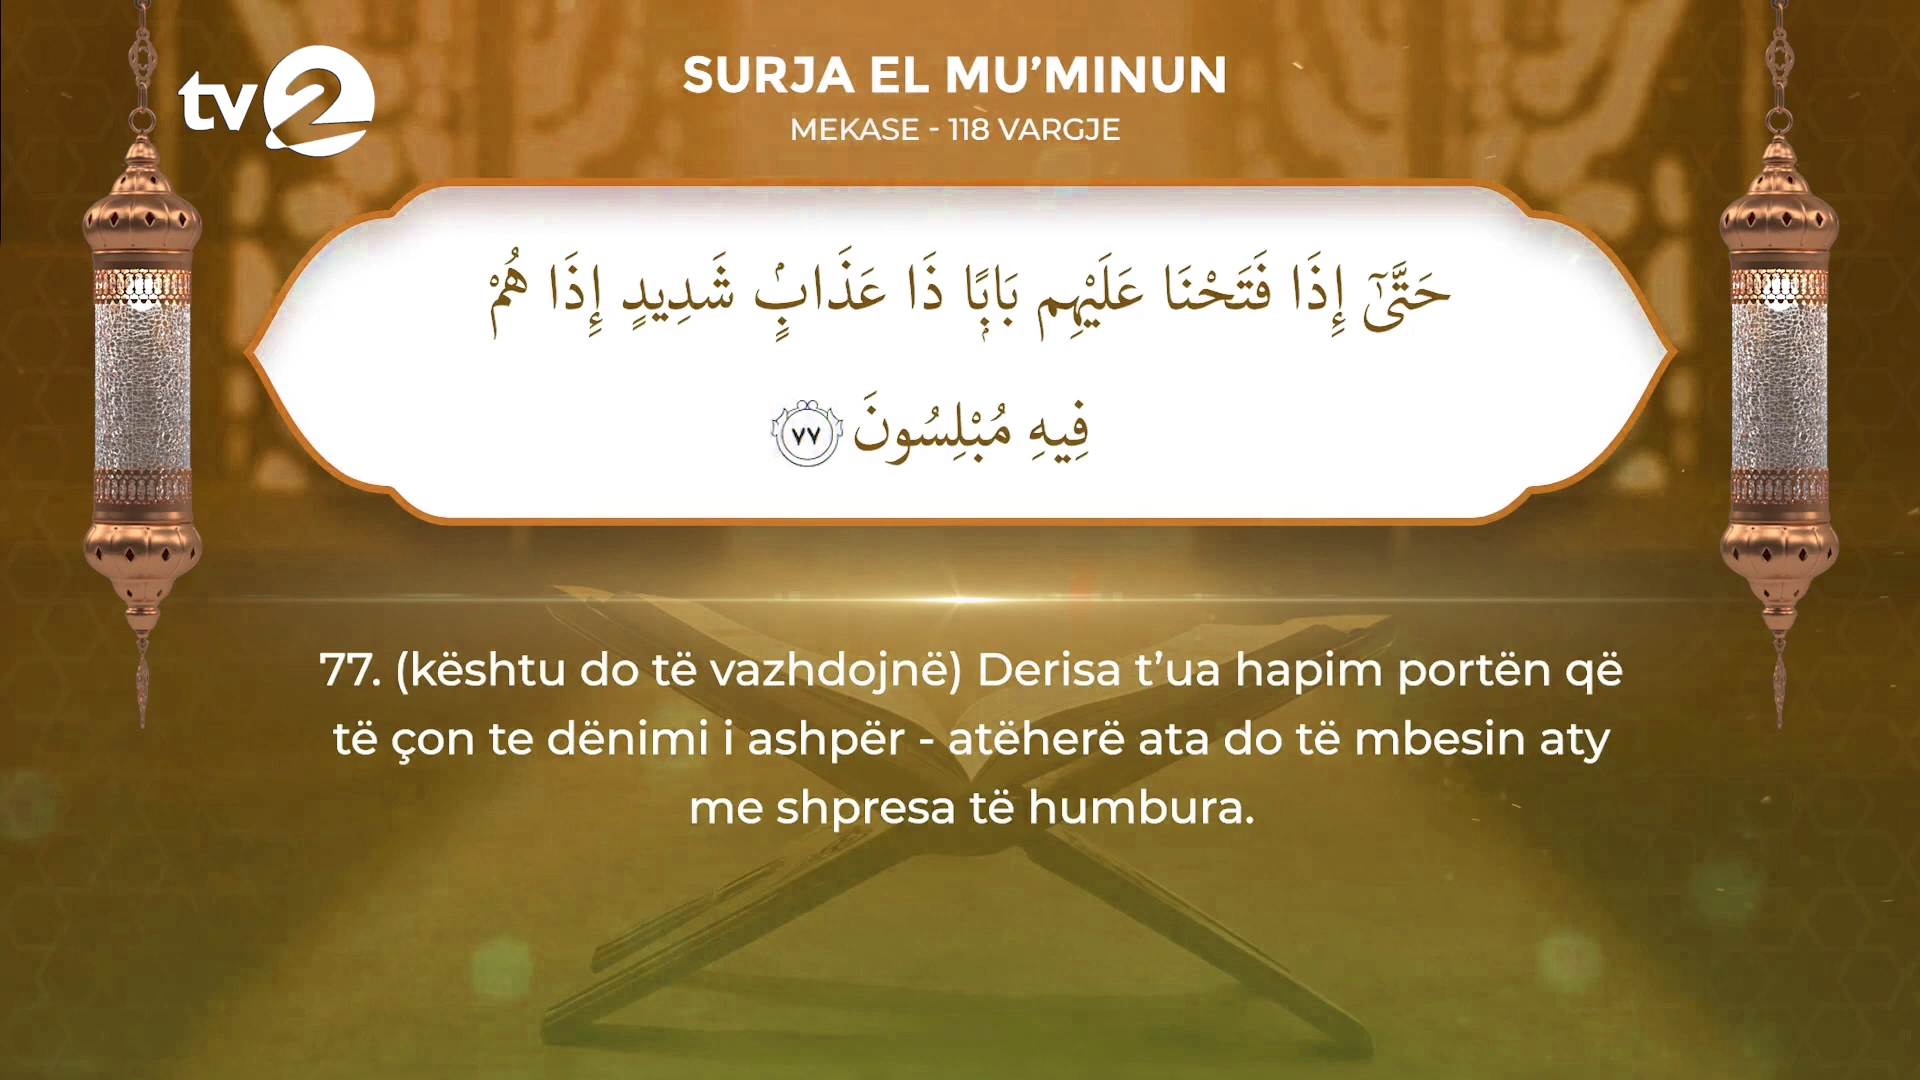 tv2
SURJA EL MU’MINUN
MEKASE - 118 VARGJE
حَتَّىٰٓ إِذَا فَتَحْنَا عَلَيْهِم بَابًۭا ذَا عَذَابٍۢ شَدِيدٍ إِذَا هُمْ
فِيهِ مُبْلِسُونَ ٧٧
77. (kështu do të vazhdojnë) Derisa t’ua hapim portën që
të çon te dënimi i ashpër - atëherë ata do të mbesin aty
me shpresa të humbura.